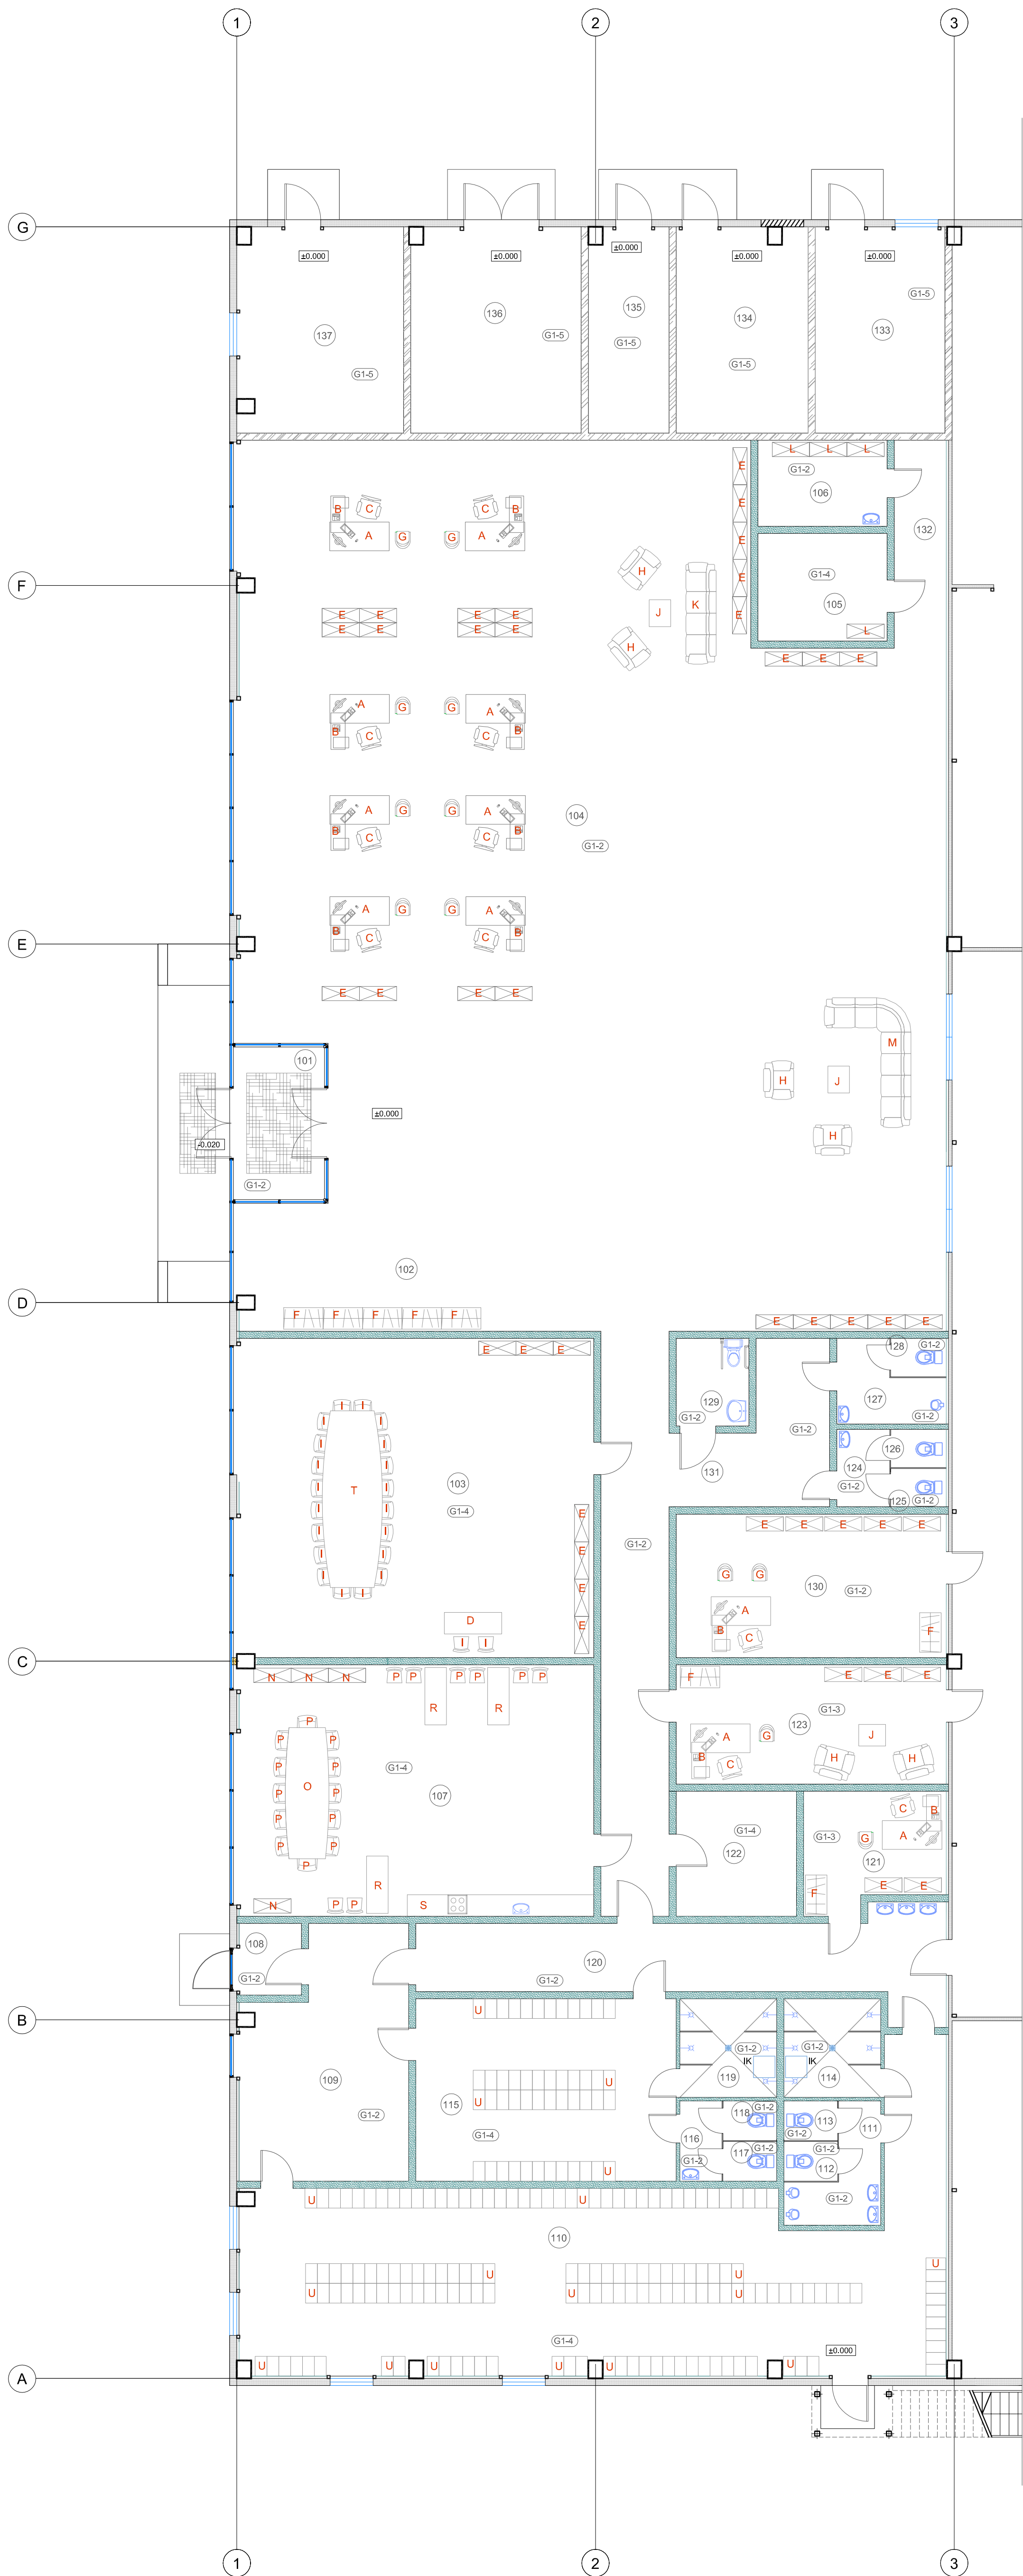 1 2 3
G
±0.000 ±0.000 ±0.000 ±0.000 ±0.000
137 136 135 134 133
G1-5 G1-5 G1-5 G1-5 G1-5
L L L
E G1-2
106
B C C B
A G G A
E
132
E
F
H E G1-4
J K 105
E E E E H E L
E E E E
E E E
A G G A
B C C B
104
A G G A
B C C B
G1-2
A G G A
B C C B
E
E E E E
M
101
H J
±0.000
H
-0.020
G1-2
102
D
F F F F F E E E E E
E E E 128 G1-2
129 127
G1-2 G1-2
I I
I I
I I
I I
I I
I I
I I
I I
I I
I I
T
103
G1-4
G1-2
131 124 126
G1-2 125 G1-2
E
E
E
E
G1-2
E E E E E
G G 130 G1-2
A
B C F
D
I I
C
N N N P P P P P P
R R
F E E E
G1-3
123
A G J
B C H H
P
P P
P P
P P
P P
P P
P
O
G1-4
107
R
N P P S
G1-4
122
G1-3 C B
G A
121
F E E
108
G1-2
120
G1-2
B
U
109
G1-2
115
U
U
G1-4
U
G1-2 G1-2
IK IK
119 114
118 G1-2 113 111
116 G1-2
G1-2 117 G1-2 112 G1-2
G1-2
U U
110
U U U
U U U
G1-4
±0.000
U U U U U U
A
1 2 3